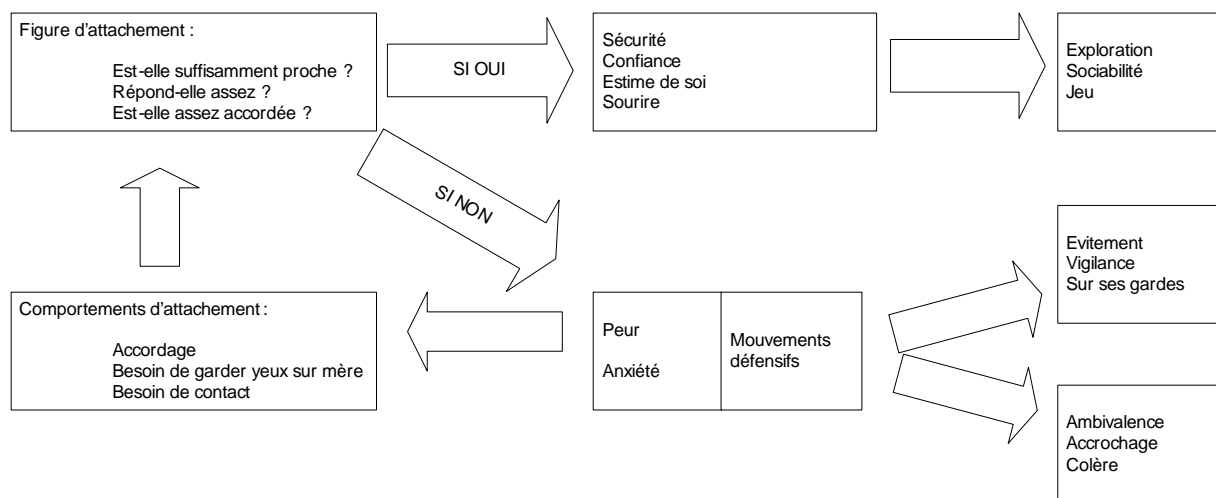 Figure d'attachement :
Est-elle suffisamment proche ?
Répond-elle assez ?
Est-elle assez accordée ?
SI OUI
Sécurité
Confiance
Estime de soi
Sourire
Exploration
Sociabilité
Jeu
SI NON
Comportements d'attachement :
Accordage
Besoin de garder yeux sur mère
Besoin de contact
Peur
Anxiété
Mouvements
défensifs
Evitement
Vigilance
Sur ses gardes
Ambivalence
Accrochage
Colère